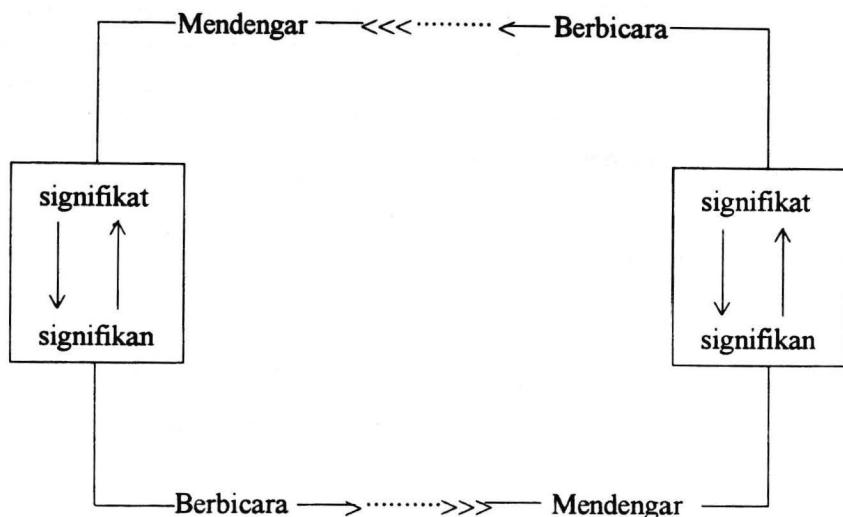 Mendengar <<< ......... ← Berbicara
signifikat
signifikat
signifikan
signifikan
Berbicara → ......... >>> Mendengar